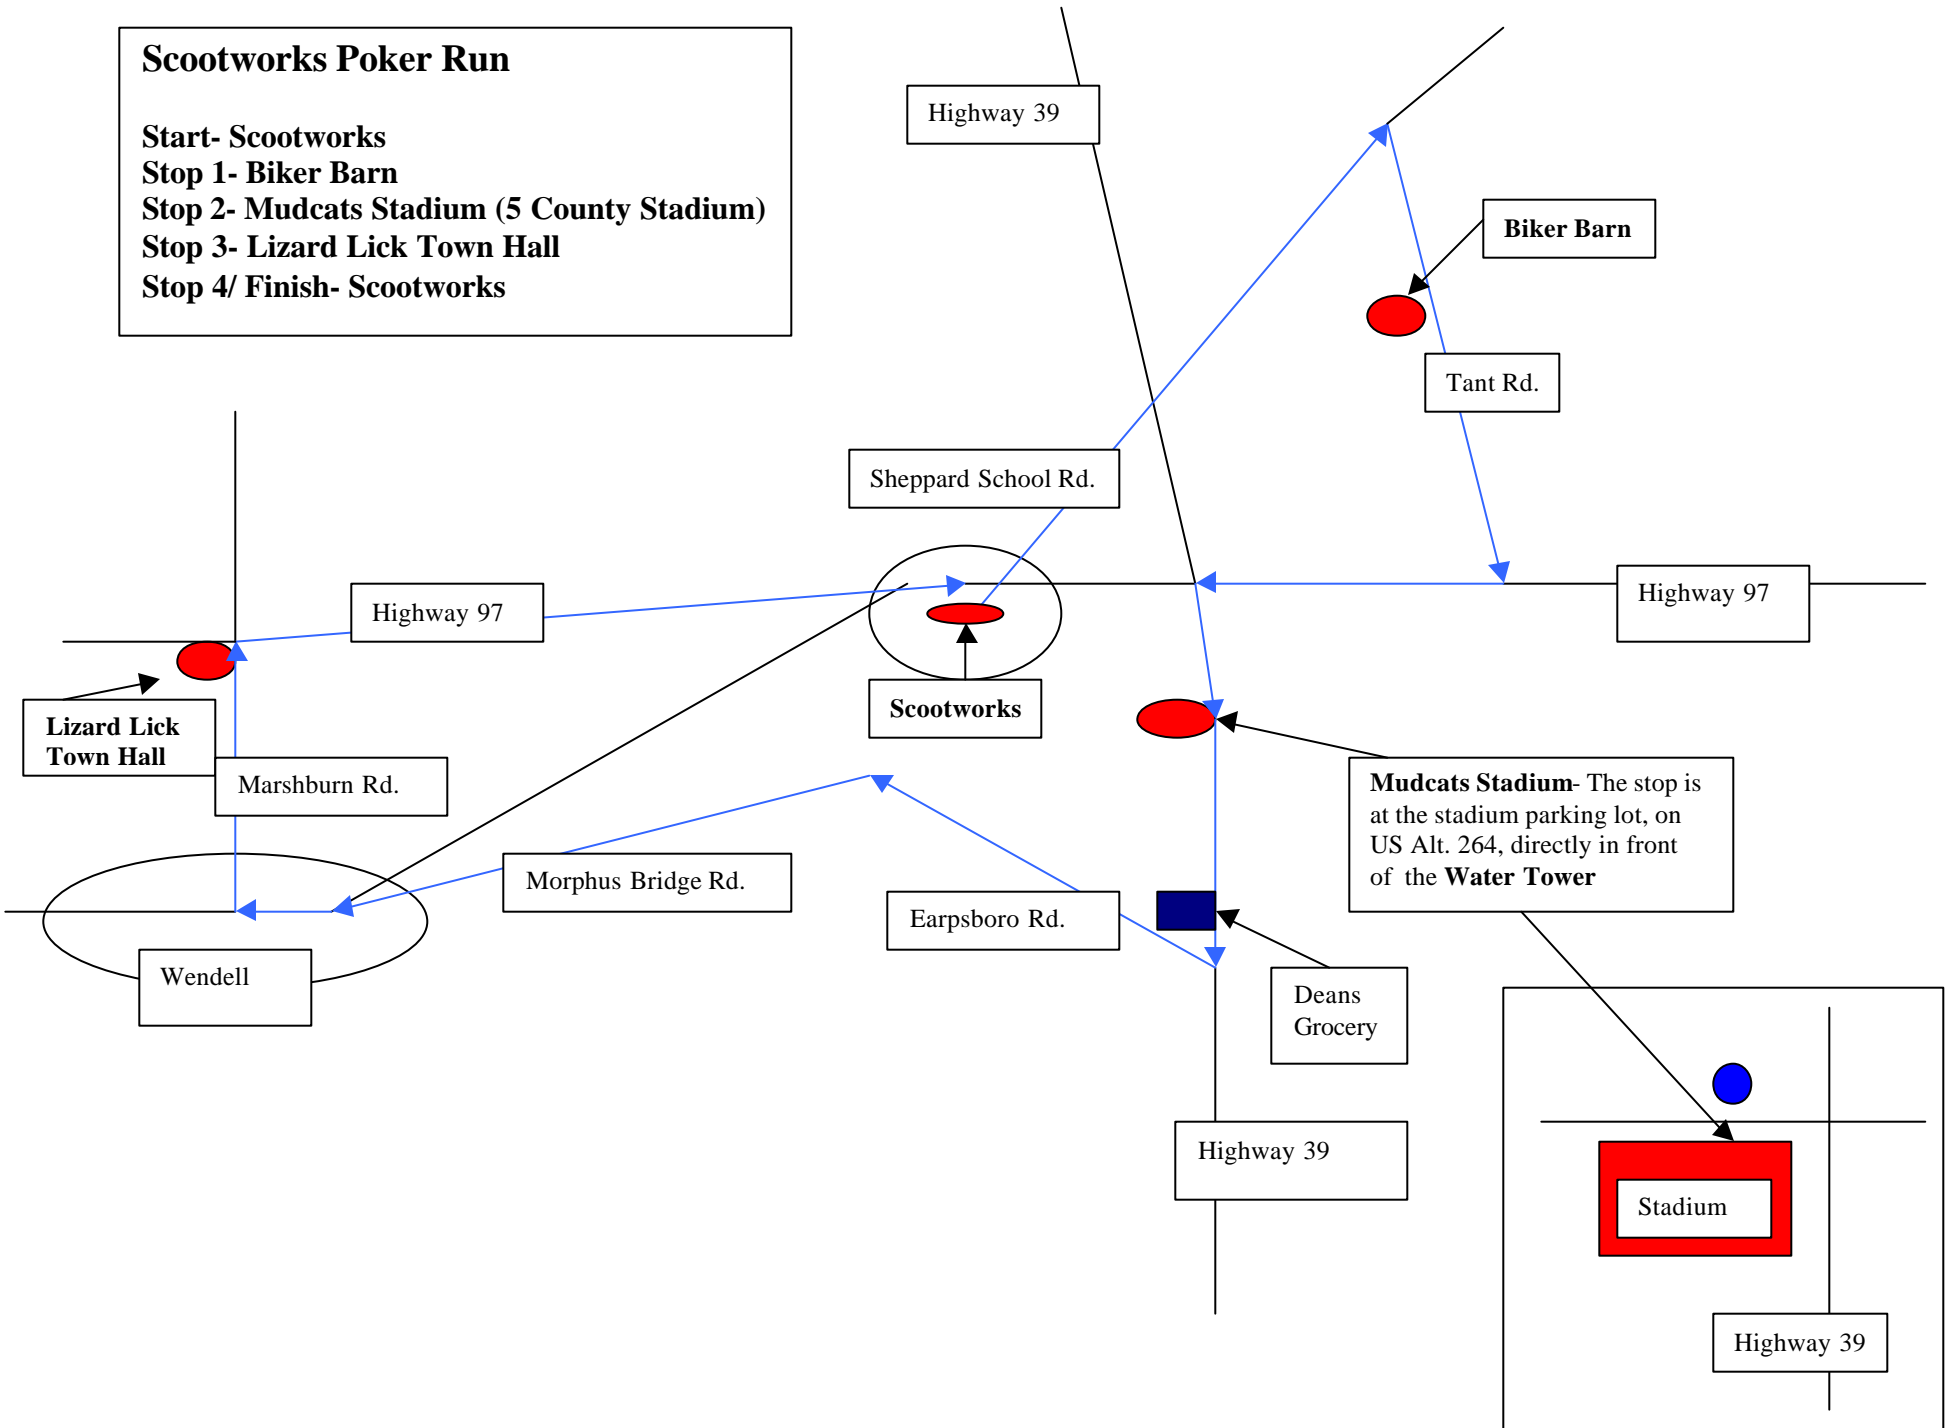 Scootworks Poker Run
Start- Scootworks
Stop 1- Biker Barn
Stop 2- Mudcats Stadium (5 County Stadium)
Stop 3- Lizard Lick Town Hall
Stop 4/ Finish- Scootworks
Highway 39
Biker Barn
Tant Rd.
Sheppard School Rd.
Highway 97
Highway 97
Scootworks
Lizard Lick
Town Hall
Marshburn Rd.
Mudcats Stadium- The stop is
at the stadium parking lot, on
US Alt. 264, directly in front
of the Water Tower
Morphus Bridge Rd.
Earpsboro Rd.
Wendell
Deans
Grocery
Highway 39
Stadium
Highway 39